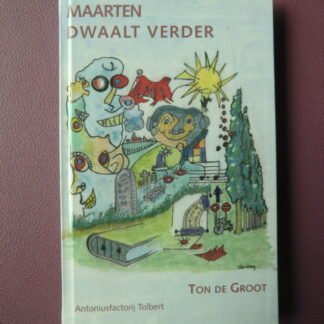 MAARTEN
DWAALT VERDER
TON DE GROOT
Antoniusfactorij Tolbert